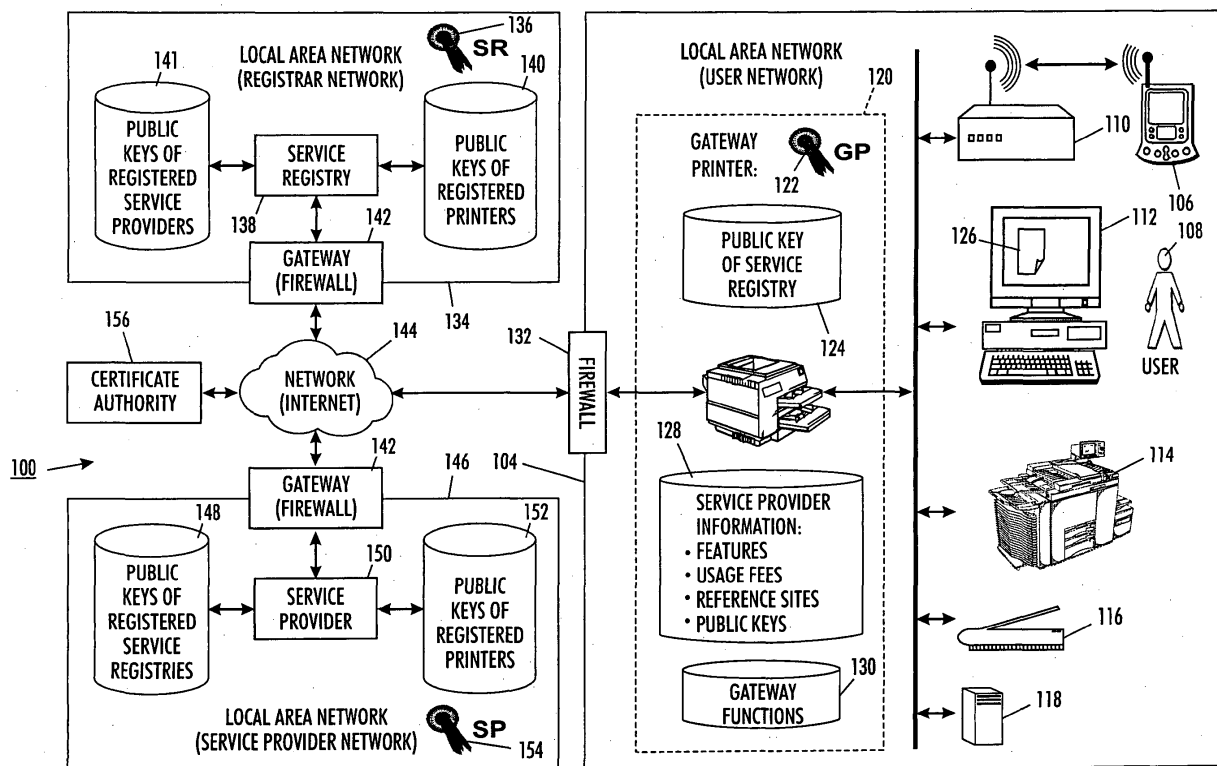 136
SR
LOCAL AREA NETWORK
(REGISTRAR NETWORK)
141
140
PUBLIC
KEYS OF
REGISTERED
SERVICE
PROVIDERS
SERVICE
REGISTRY
138
PUBLIC
KEYS OF
REGISTERED
PRINTERS
142
GATEWAY
(FIREWALL)
134
144
156
CERTIFICATE
AUTHORITY
NETWORK
(INTERNET)
132
FIREWALL
100
142
146
104
GATEWAY
(FIREWALL)
148
152
150
PUBLIC
KEYS OF
REGISTERED
SERVICE
REGISTRIES
SERVICE
PROVIDER
PUBLIC
KEYS OF
REGISTERED
PRINTERS
LOCAL AREA NETWORK
(SERVICE PROVIDER NETWORK)
SP
154
LOCAL AREA NETWORK
(USER NETWORK)
120
GATEWAY
PRINTER:
122
GP
PUBLIC KEY
OF SERVICE
REGISTRY
124
128
SERVICE PROVIDER
INFORMATION:
• FEATURES
• USAGE FEES
• REFERENCE SITES
• PUBLIC KEYS
130
GATEWAY
FUNCTIONS
110
106
112
126
108
USER
114
116
118